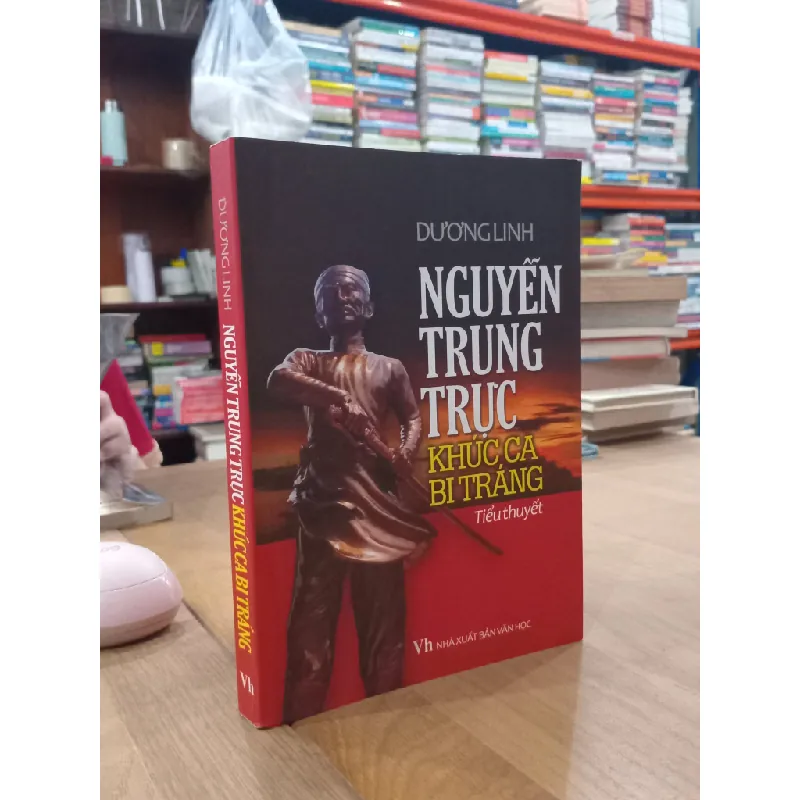 DƯƠNG LINH
NGUYỄN
TRUNG
TRỰC
KHÚC CA
BI TRÁNG
Tiểu thuyết
Vh NHÀ XUẤT BẢN VĂN HỌC
DƯƠNG LINH NGUYỄN TRUNG TRỰC KHÚC CA BI TRÁNG Vh